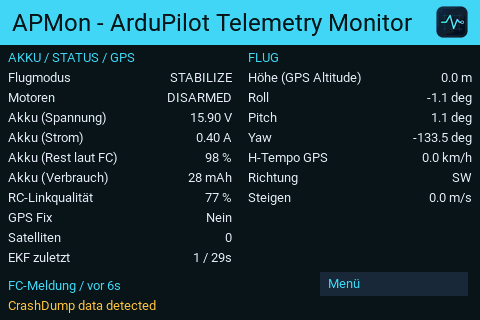 APMon - ArduPilot Telemetry Monitor
AKKU / STATUS / GPS
Flugmodus STABILIZE
Motoren DISARMED
Akku (Spannung) 15.90 V
Akku (Strom) 0.40 A
Akku (Rest laut FC) 98 %
Akku (Verbrauch) 28 mAh
RC-Linkqualität 77 %
GPS Fix Nein
Satelliten 0
EKF zuletzt 1 / 29s
FC-Meldung / vor 6s
CrashDump data detected
FLUG
Höhe (GPS Altitude) 0.0 m
Roll -1.1 deg
Pitch 1.1 deg
Yaw -133.5 deg
H-Tempo GPS 0.0 km/h
Richtung SW
Steigen 0.0 m/s
Menü